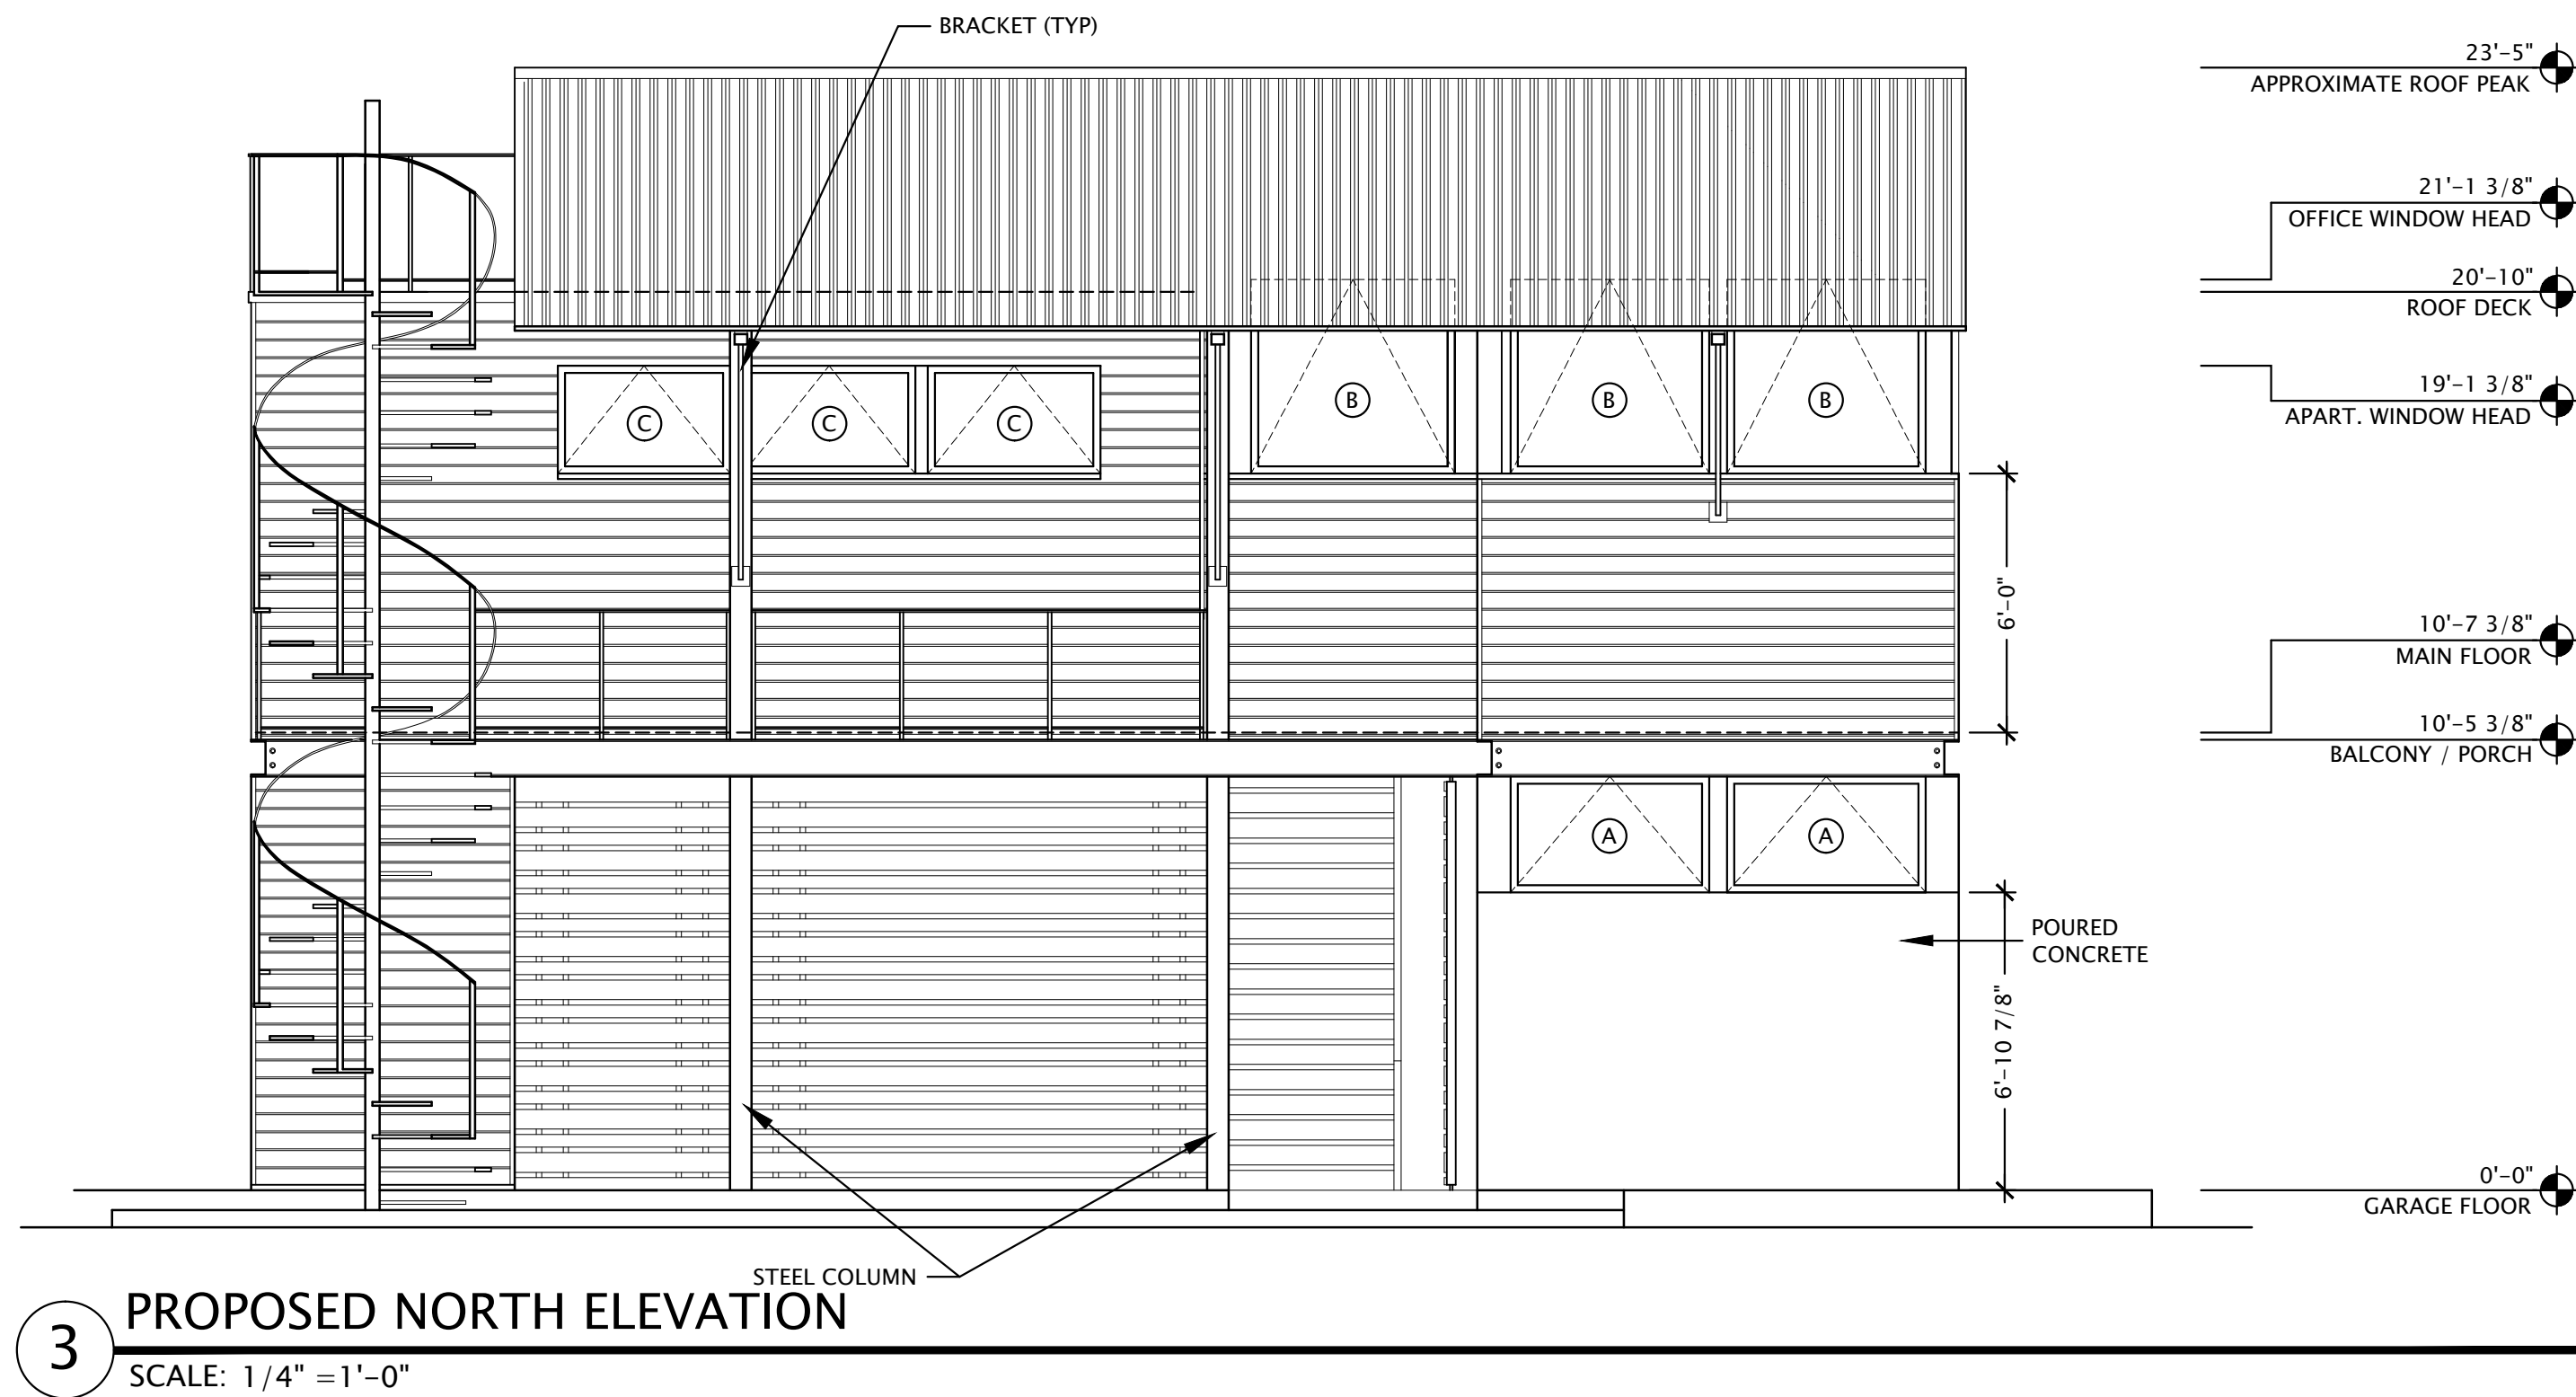 BRACKET (TYP)
23'-5"
APPROXIMATE ROOF PEAK
21'-1 3/8"
OFFICE WINDOW HEAD
20'-10"
ROOF DECK
19'-1 3/8"
APART. WINDOW HEAD
C
C
C
B
B
B
6'-0"
10'-7 3/8"
MAIN FLOOR
10'-5 3/8"
BALCONY / PORCH
A
A
POURED
CONCRETE
6'-10 7/8"
0'-0"
GARAGE FLOOR
STEEL COLUMN
3
PROPOSED NORTH ELEVATION
SCALE: 1/4" =1'-0"